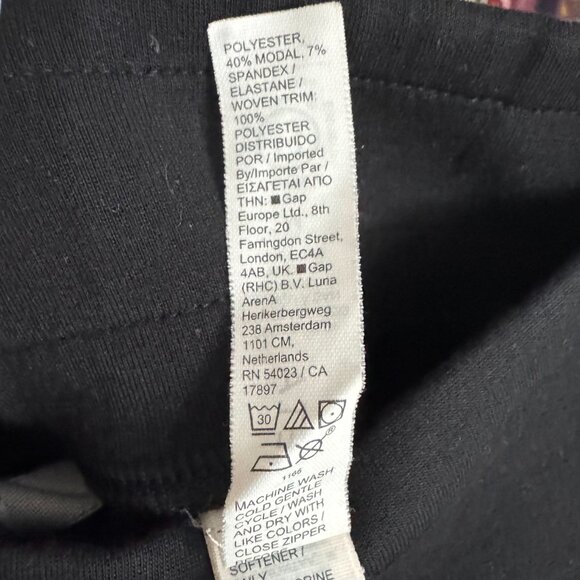 POLYESTER,
40% MODAL, 7%
SPANDEX /
ELASTANE /
WOVEN TRIM:
100%
POLYESTER
DISTRIBUIDO
POR / Imported
By/Importe Par /
ΕΙΣΑΓΕΤΑΙ ΑΠΟ
ΤΗΝ: ■Gap
Europe Ltd., 8th
Floor, 20
Farringdon Street,
London, EC4A
4AB, UK. ■Gap
(RHC) B.V. Luna
ArenA
Herikerbergweg
238 Amsterdam
1101 CM,
Netherlands
RN 54023 / CA
17897
30
®
1166
MACHINE WASH
COLD GENTLE
CYCLE / WASH
AND DRY WITH
LIKE COLORS /
CLOSE ZIPPER
SOFTENER /